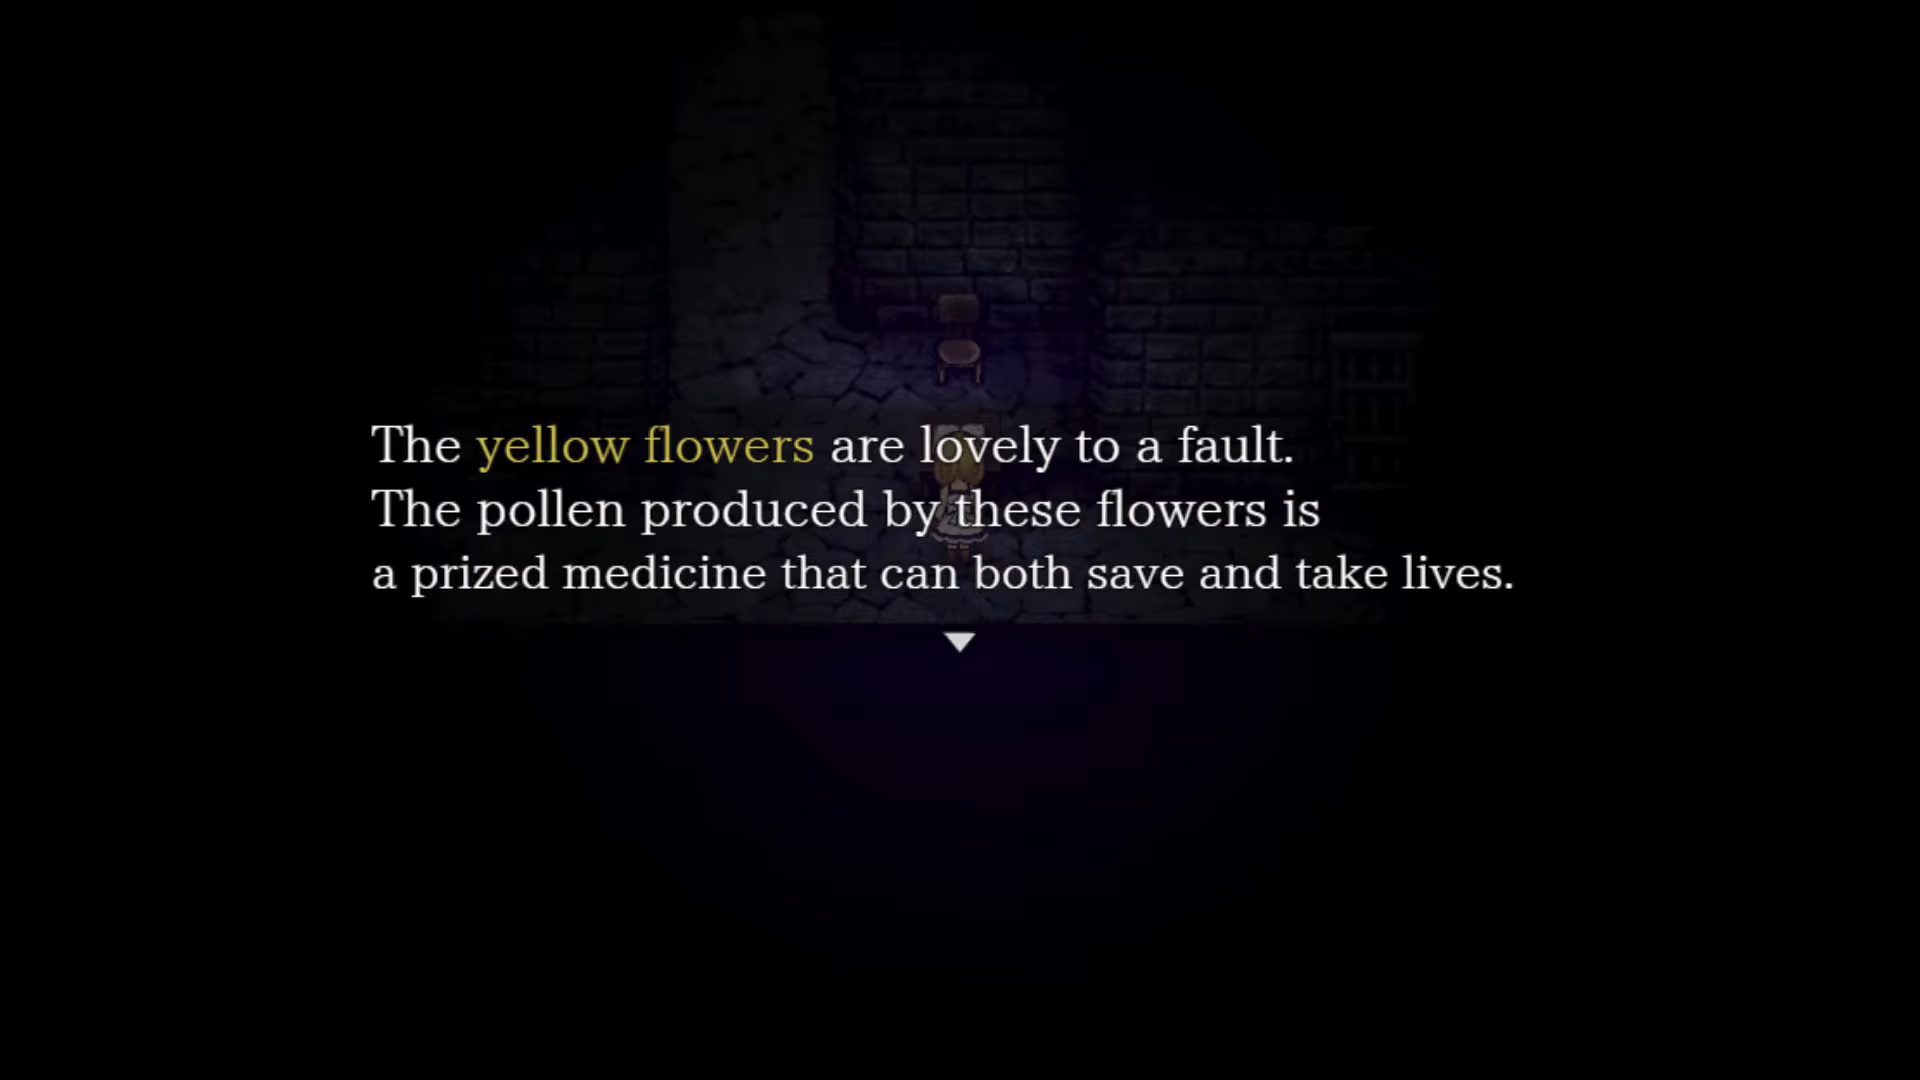 The yellow flowers are lovely to a fault.
The pollen produced by these flowers is
a prized medicine that can both save and take lives.